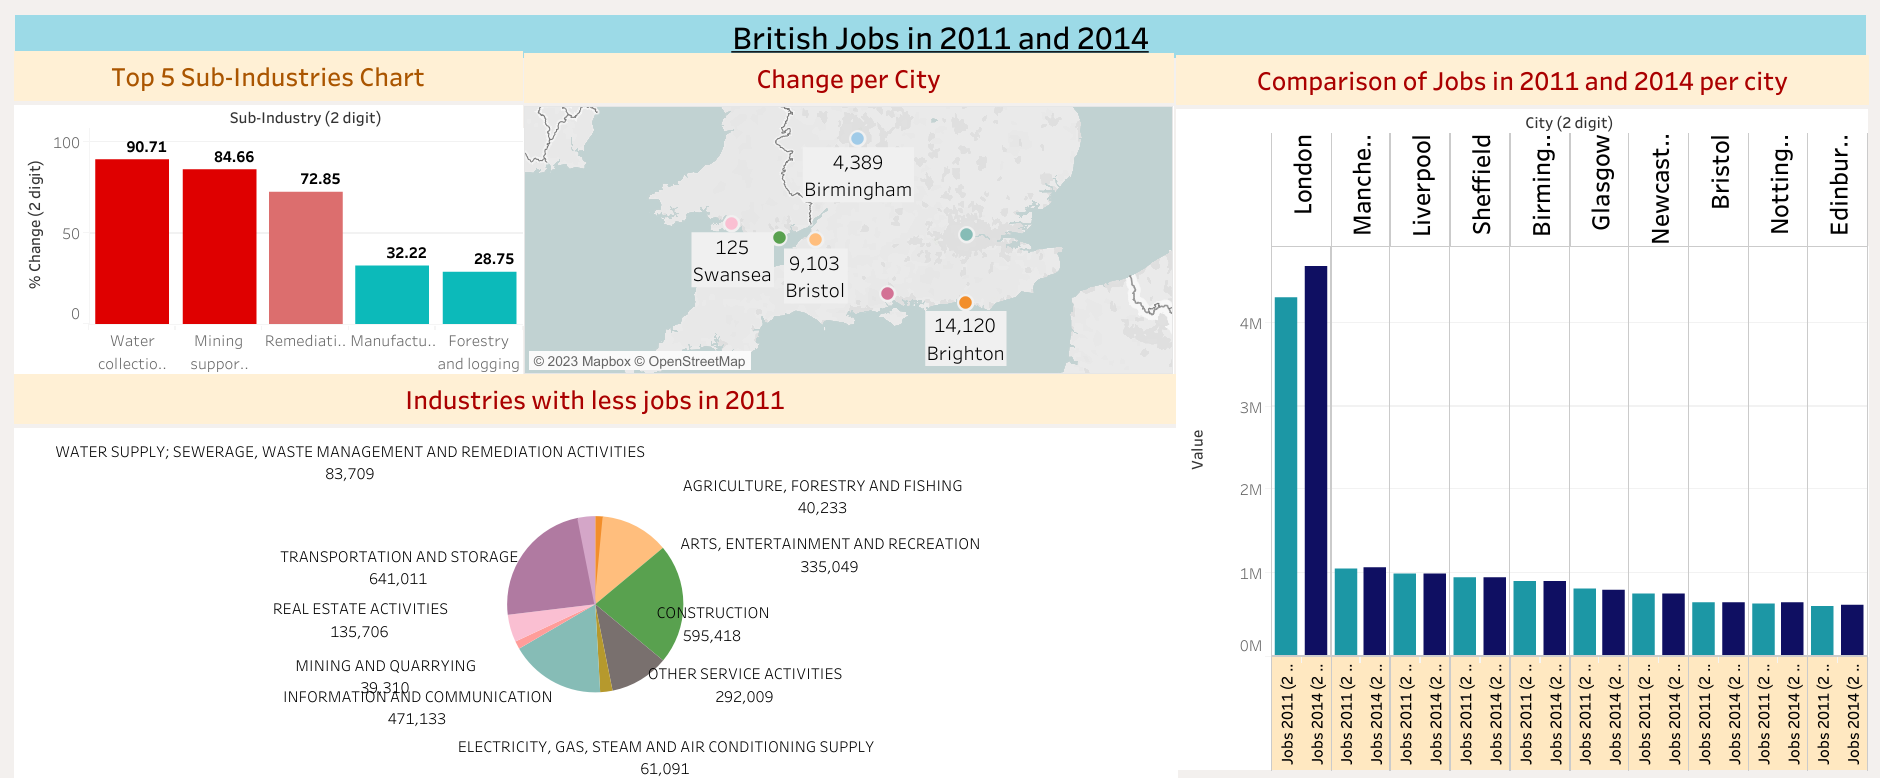 British Jobs in 2011 and 2014
Top 5 Sub-Industries Chart
Sub-Industry (2 digit)
% Change (2 digit)
100
50
0
90.71
84.66
72.85
32.22
28.75
Water
collectio..
Mining
suppor..
Remediati..
Manufactu..
Forestry
and logging
Change per City
4,389
Birmingham
125
Swansea
9,103
Bristol
14,120
Brighton
© 2023 Mapbox © OpenStreetMap
Industries with less jobs in 2011
WATER SUPPLY; SEWERAGE, WASTE MANAGEMENT AND REMEDIATION ACTIVITIES
83,709
AGRICULTURE, FORESTRY AND FISHING
40,233
ARTS, ENTERTAINMENT AND RECREATION
335,049
TRANSPORTATION AND STORAGE
641,011
REAL ESTATE ACTIVITIES
135,706
CONSTRUCTION
595,418
MINING AND QUARRYING
39,310
OTHER SERVICE ACTIVITIES
292,009
INFORMATION AND COMMUNICATION
471,133
ELECTRICITY, GAS, STEAM AND AIR CONDITIONING SUPPLY
61,091
Comparison of Jobs in 2011 and 2014 per city
City (2 digit)
London
Manche..
Liverpool
Sheffield
Birming..
Glasgow
Newcast..
Bristol
Notting..
Edinbur..
Value
4M
3M
2M
1M
0M
Jobs 2011 (2 ..
Jobs 2014 (2 ..
Jobs 2011 (2 ..
Jobs 2014 (2 ..
Jobs 2011 (2 ..
Jobs 2014 (2 ..
Jobs 2011 (2 ..
Jobs 2014 (2 ..
Jobs 2011 (2 ..
Jobs 2014 (2 ..
Jobs 2011 (2 ..
Jobs 2014 (2 ..
Jobs 2011 (2 ..
Jobs 2014 (2 ..
Jobs 2011 (2 ..
Jobs 2014 (2 ..
Jobs 2011 (2 ..
Jobs 2014 (2 ..
Jobs 2011 (2 ..
Jobs 2014 (2 ..